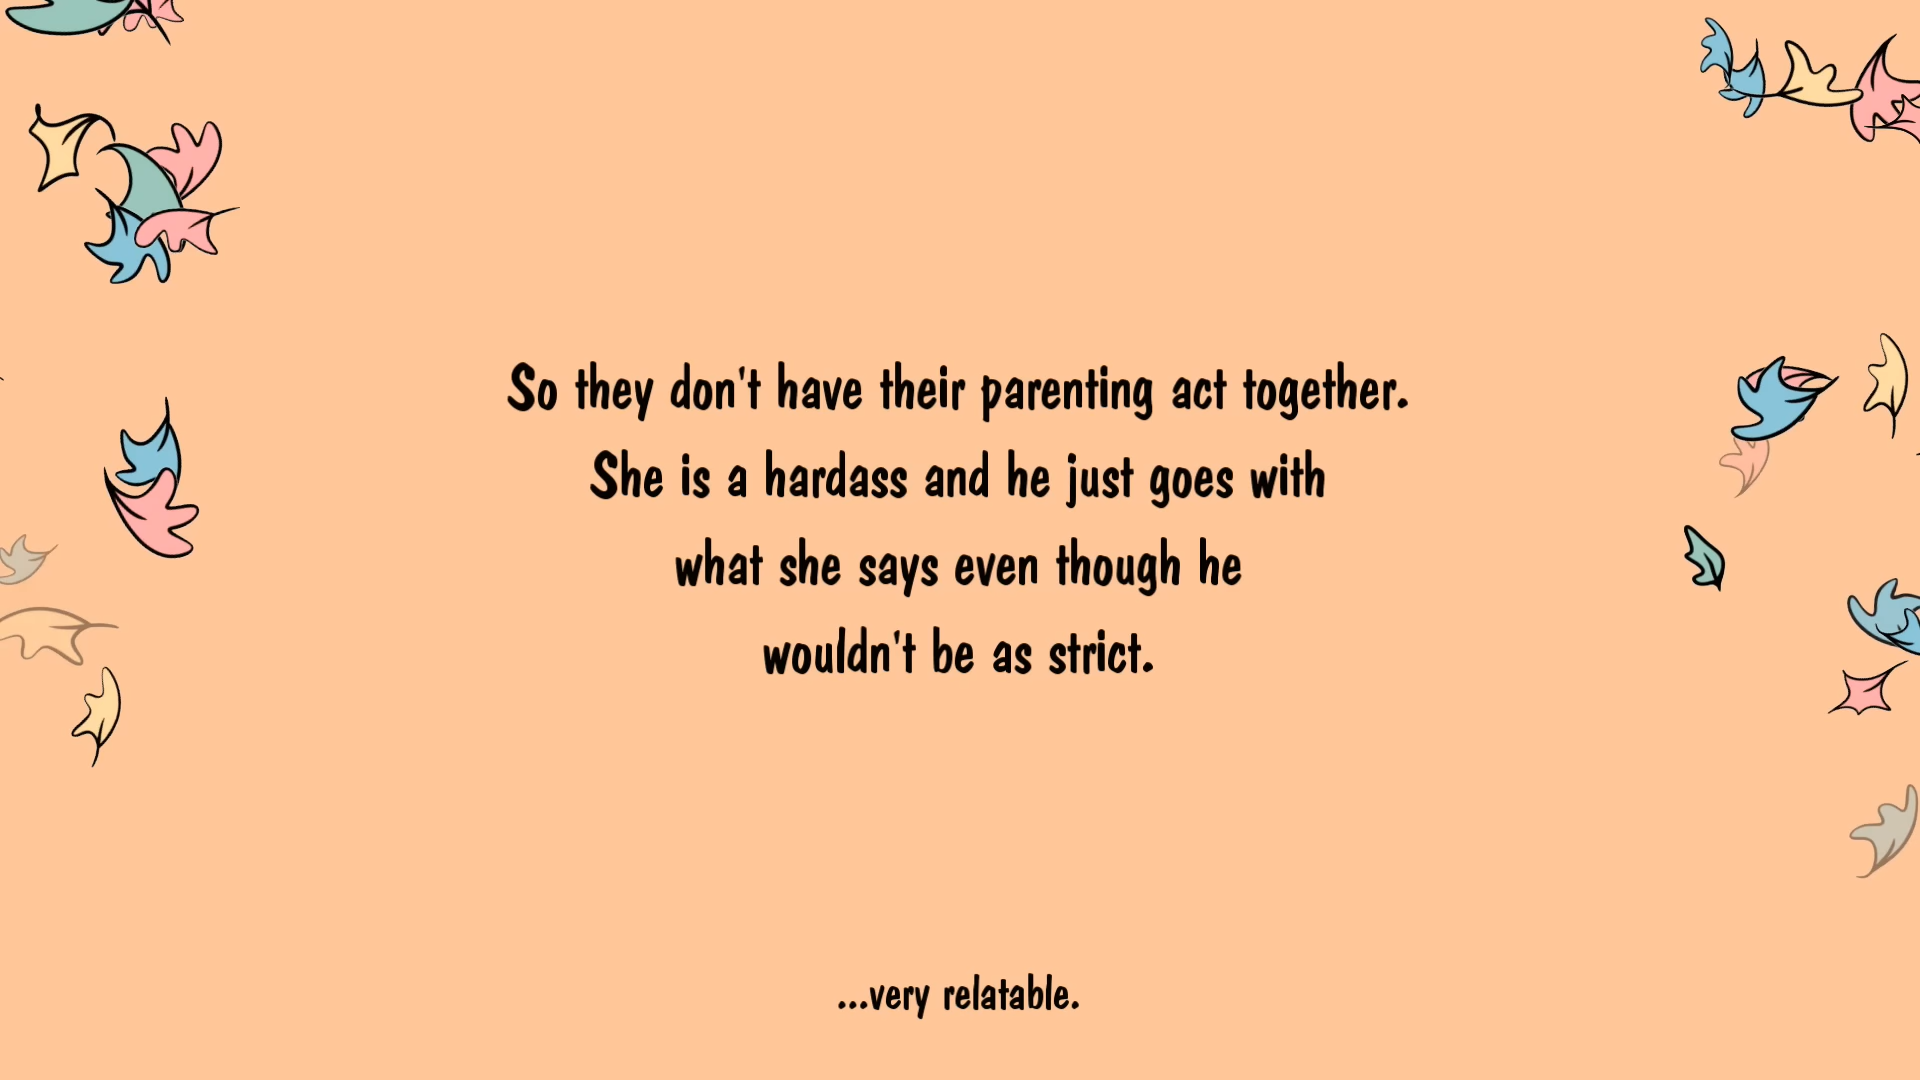 So they don't have their parenting act together.
She is a hardass and he just goes with
what she says even though he
wouldn't be as strict.
...very relatable.